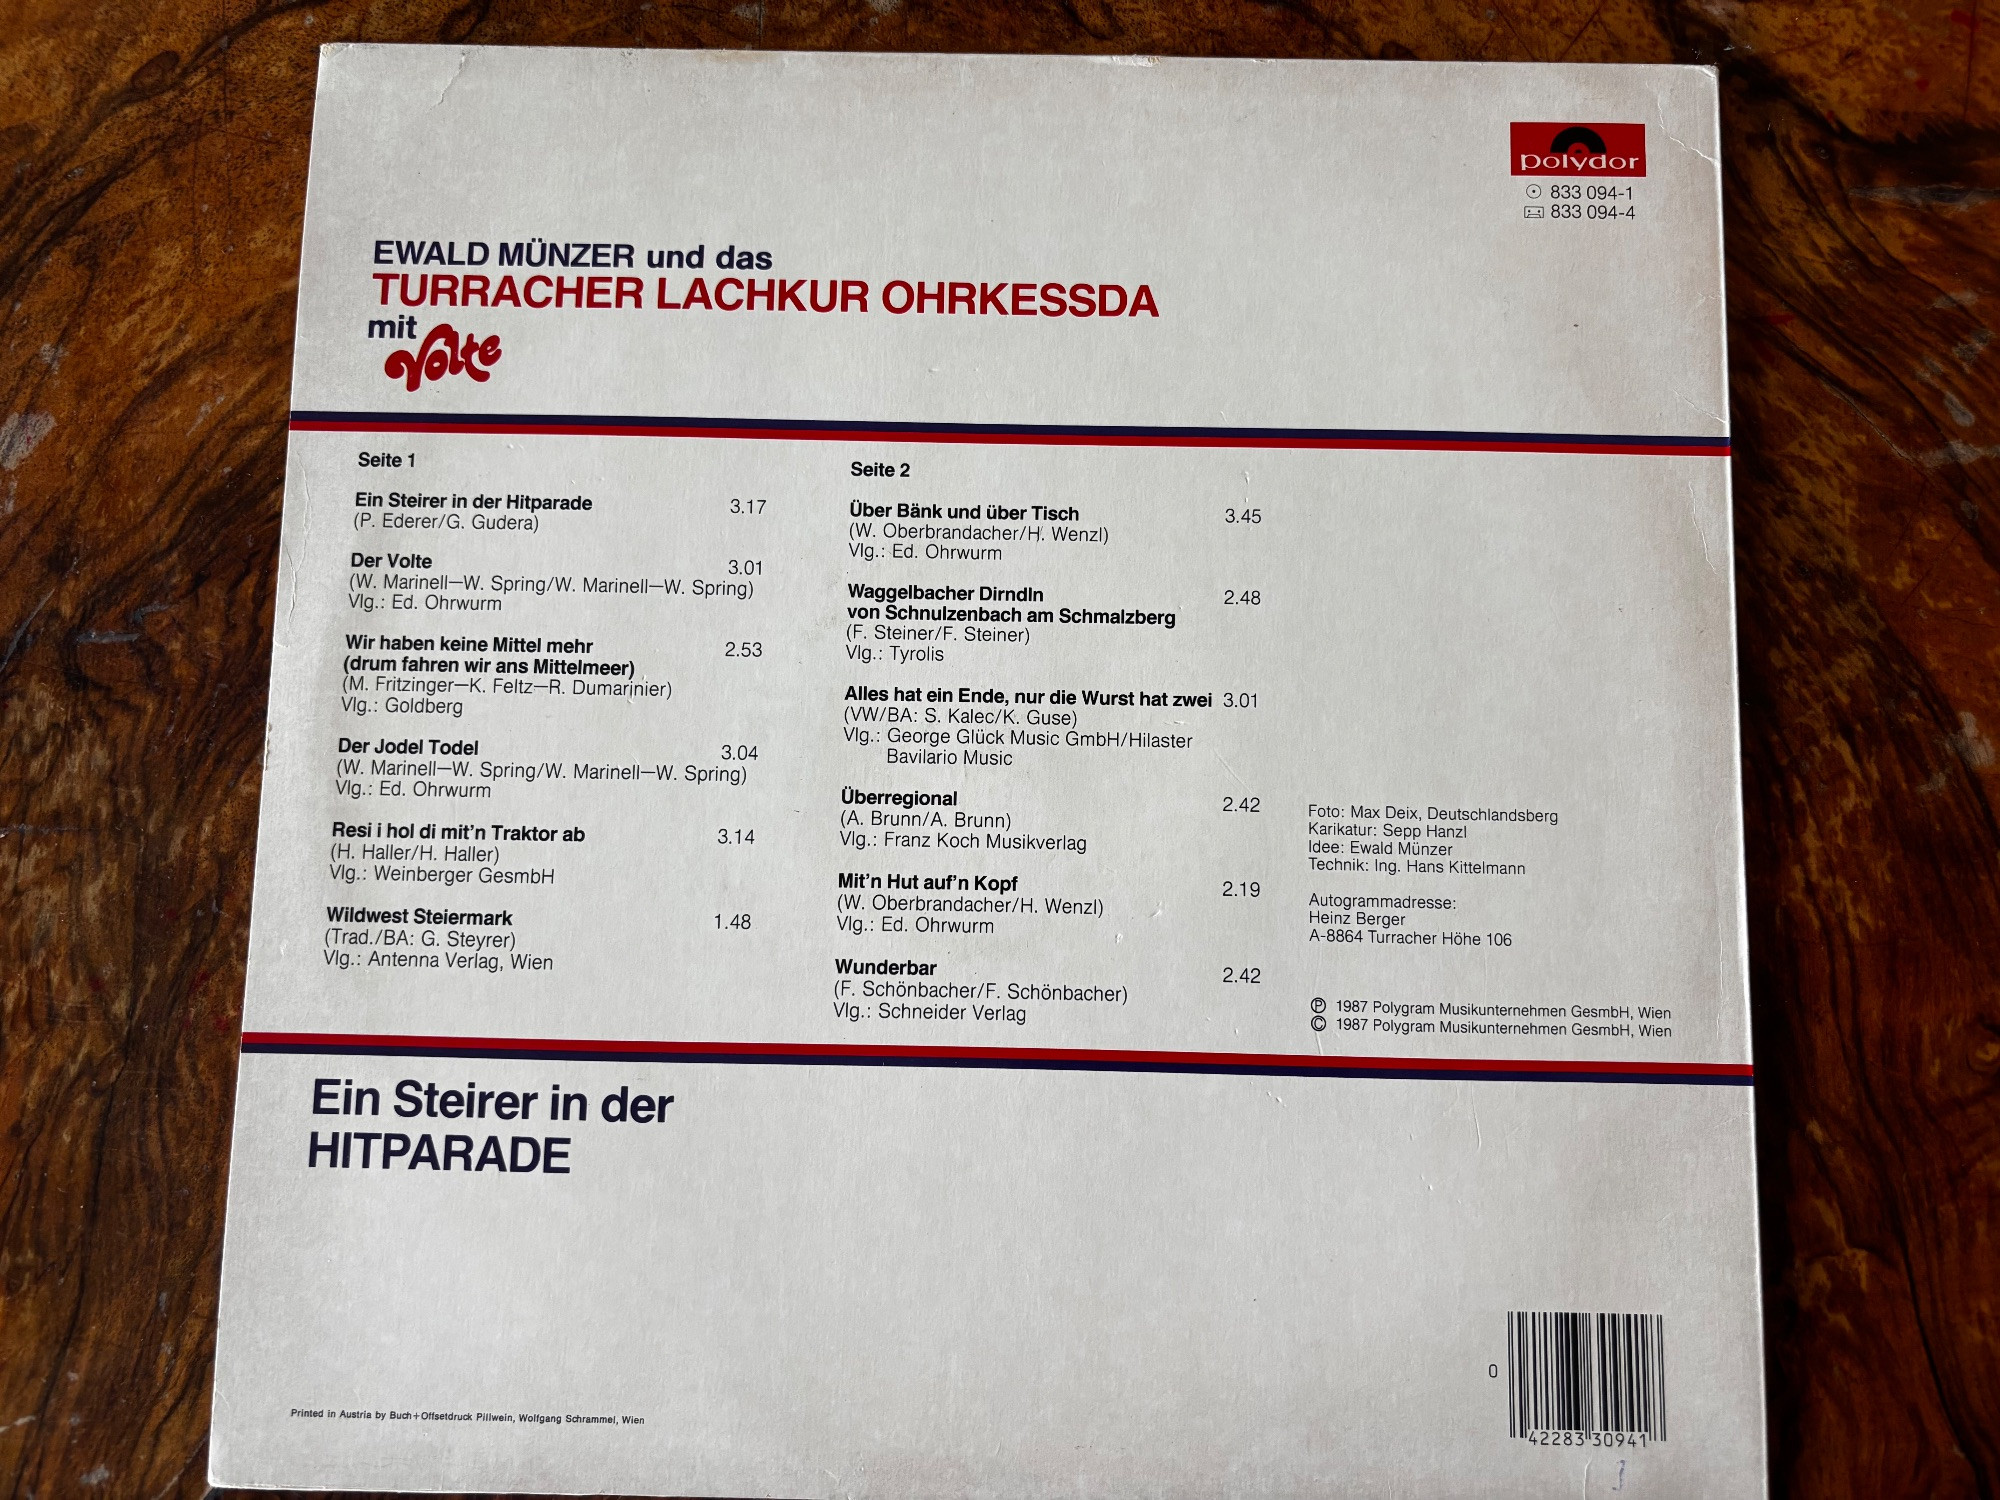 polydor
833 094-1
833 094-4
EWALD MÜNZER und das
TURRACHER LACHKUR OHRKESSDA
mit Volte
Seite 1
Ein Steirer in der Hitparade 3.17
(P. Ederer/G. Gudera)
Der Volte 3.01
(W. Marinell—W. Spring/W. Marinell—W. Spring)
Vlg.: Ed. Ohrwurm
Wir haben keine Mittel mehr 2.53
(drum fahren wir ans Mittelmeer)
(M. Fritzinger—K. Feltz—R. Dumarinier)
Vlg.: Goldberg
Der Jodel Todel 3.04
(W. Marinell—W. Spring/W. Marinell—W. Spring)
Vlg.: Ed. Ohrwurm
Resi i hol di mit'n Traktor ab 3.14
(H. Haller/H. Haller)
Vlg.: Weinberger GesmbH
Wildwest Steiermark 1.48
(Trad./BA: G. Steyrer)
Vlg.: Antenna Verlag, Wien
Seite 2
Über Bänk und über Tisch 3.45
(W. Oberbrandacher/H. Wenzl)
Vlg.: Ed. Ohrwurm
Waggelbacher Dirndln 2.48
von Schnulzenbach am Schmalzberg
(F. Steiner/F. Steiner)
Vlg.: Tyrolis
Alles hat ein Ende, nur die Wurst hat zwei 3.01
(VW/BA: S. Kalec/K. Guse)
Vlg.: George Glück Music GmbH/Hilaster
Bavilario Music
Überregional 2.42
(A. Brunn/A. Brunn)
Vlg.: Franz Koch Musikverlag
Mit'n Hut auf'n Kopf 2.19
(W. Oberbrandacher/H. Wenzl)
Vlg.: Ed. Ohrwurm
Wunderbar 2.42
(F. Schönbacher/F. Schönbacher)
Vlg.: Schneider Verlag
Foto: Max Deix, Deutschlandsberg
Karikatur: Sepp Hanzl
Idee: Ewald Münzer
Technik: Ing. Hans Kittelmann
Autogrammadresse:
Heinz Berger
A-8864 Turracher Höhe 106
Ⓟ 1987 Polygram Musikunternehmen GesmbH, Wien
© 1987 Polygram Musikunternehmen GesmbH, Wien
Ein Steirer in der
HITPARADE
Printed in Austria by Buch+Offsetdruck Pillwein, Wolfgang Schrammel, Wien
0 42283 30941